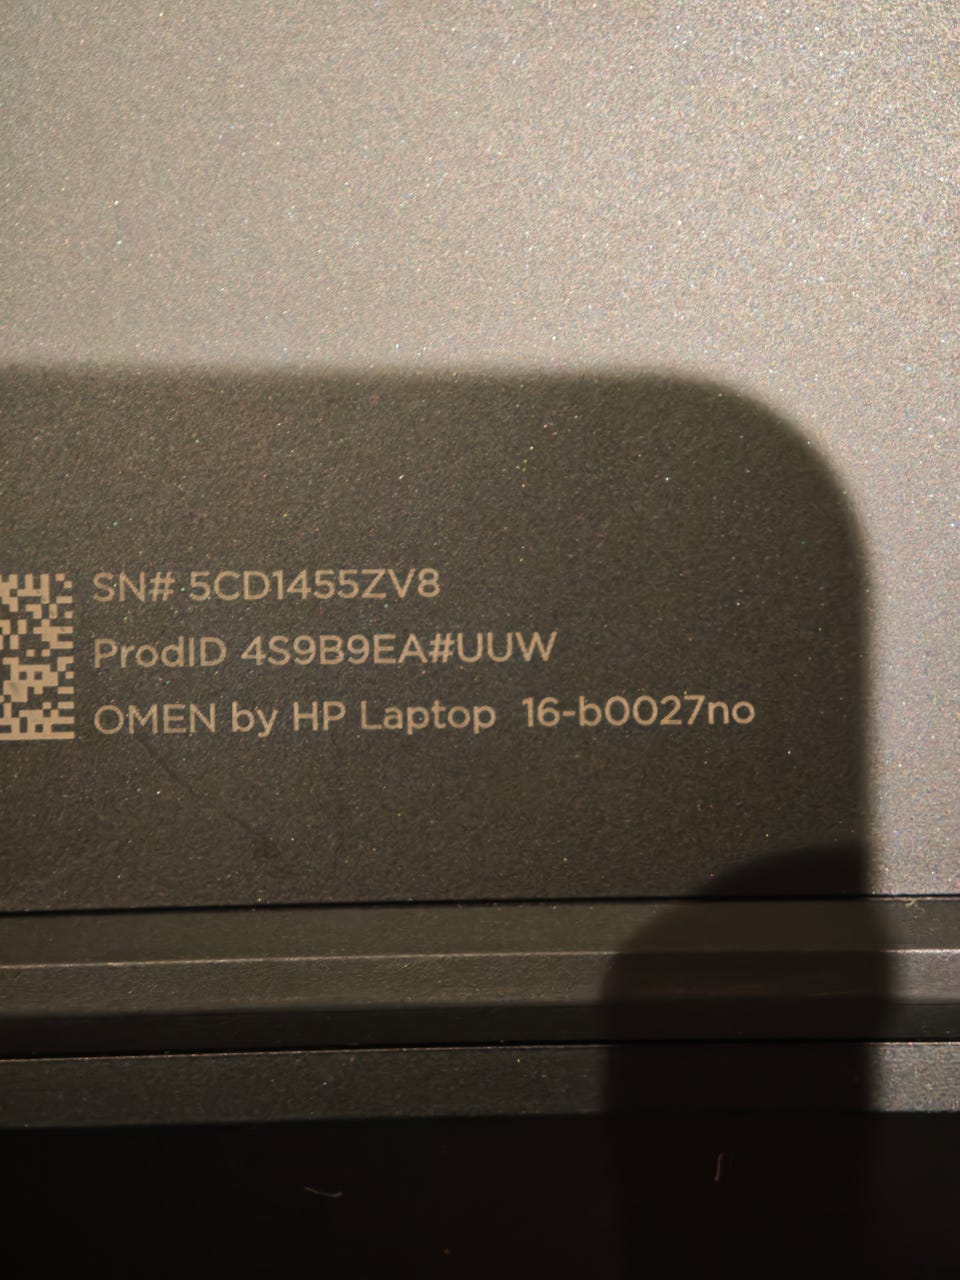 SN# 5CD1455ZV8
ProdID 4S9B9EA#UUW
OMEN by HP Laptop 16-b0027no